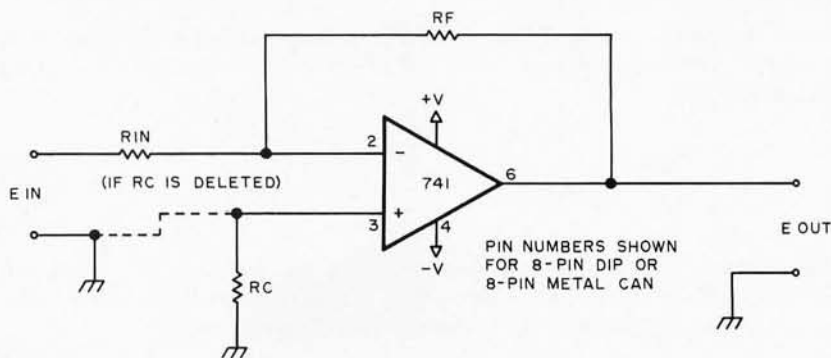 RF
+V
RIN
2
-
(IF RC IS DELETED)
741
6
E IN
+
3
4
E OUT
-V
PIN NUMBERS SHOWN
FOR 8-PIN DIP OR
8-PIN METAL CAN
RC